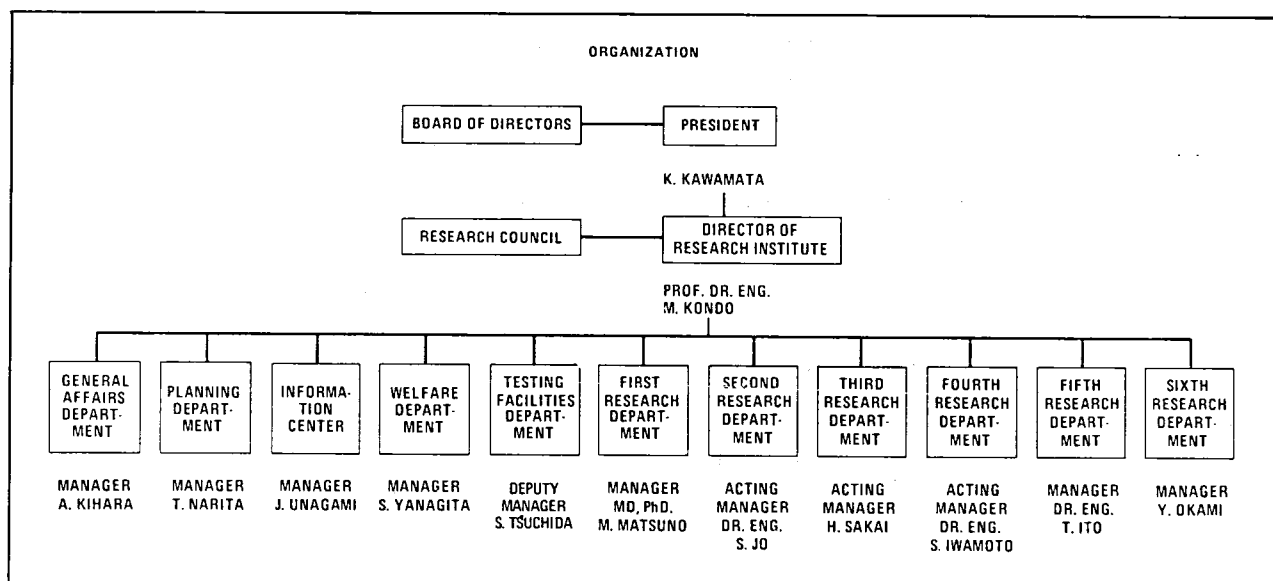 ORGANIZATION
BOARD OF DIRECTORS
PRESIDENT
K. KAWAMATA
RESEARCH COUNCIL
DIRECTOR OF
RESEARCH INSTITUTE
PROF. DR. ENG.
M. KONDO
GENERAL
AFFAIRS
DEPART-
MENT
MANAGER
A. KIHARA
PLANNING
DEPART-
MENT
MANAGER
T. NARITA
INFORMA-
TION
CENTER
MANAGER
J. UNAGAMI
WELFARE
DEPART-
MENT
MANAGER
S. YANAGITA
TESTING
FACILITIES
DEPART-
MENT
DEPUTY
MANAGER
S. TSUCHIDA
FIRST
RESEARCH
DEPART-
MENT
MANAGER
MD, PhD.
M. MATSUNO
SECOND
RESEARCH
DEPART-
MENT
ACTING
MANAGER
DR. ENG.
S. JO
THIRD
RESEARCH
DEPART-
MENT
ACTING
MANAGER
H. SAKAI
FOURTH
RESEARCH
DEPART-
MENT
ACTING
MANAGER
DR. ENG.
S. IWAMOTO
FIFTH
RESEARCH
DEPART-
MENT
MANAGER
DR. ENG.
T. ITO
SIXTH
RESEARCH
DEPART-
MENT
MANAGER
Y. OKAMI